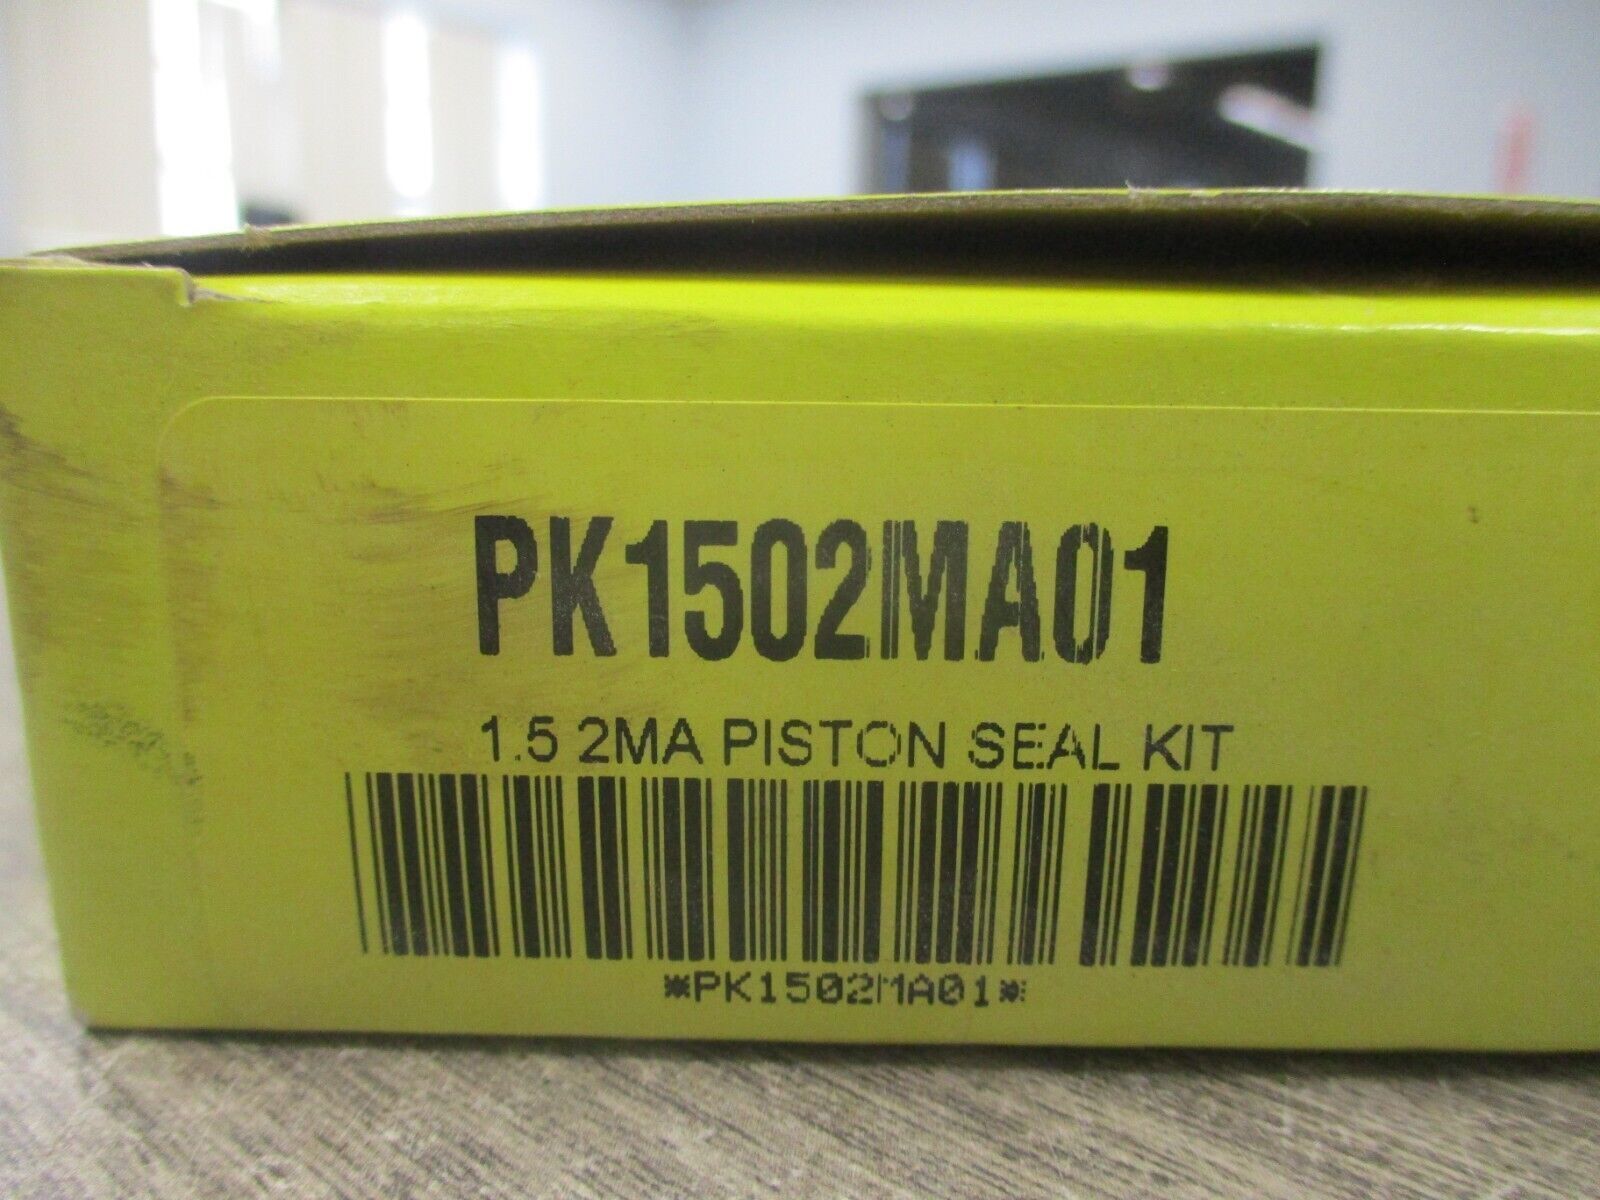 PK1502MA01
1.5 2MA PISTON SEAL KIT
*PK1502MA01*